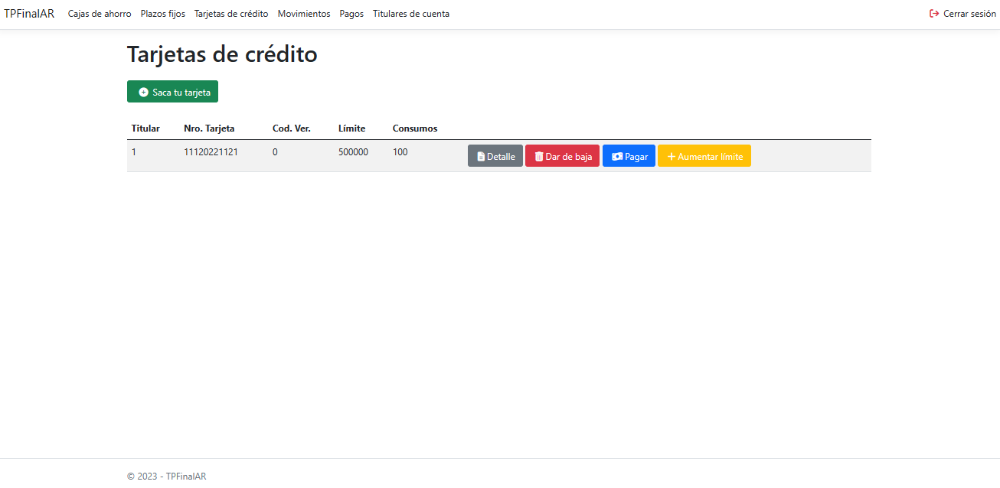 TPFinalAR Cajas de ahorro Plazos fijos Tarjetas de crédito Movimientos Pagos Titulares de cuenta Cerrar sesión
Tarjetas de crédito
Saca tu tarjeta
Titular Nro. Tarjeta Cod. Ver. Límite Consumos
1 11120221121 0 500000 100 Detalle Dar de baja Pagar Aumentar límite
© 2023 - TPFinalAR